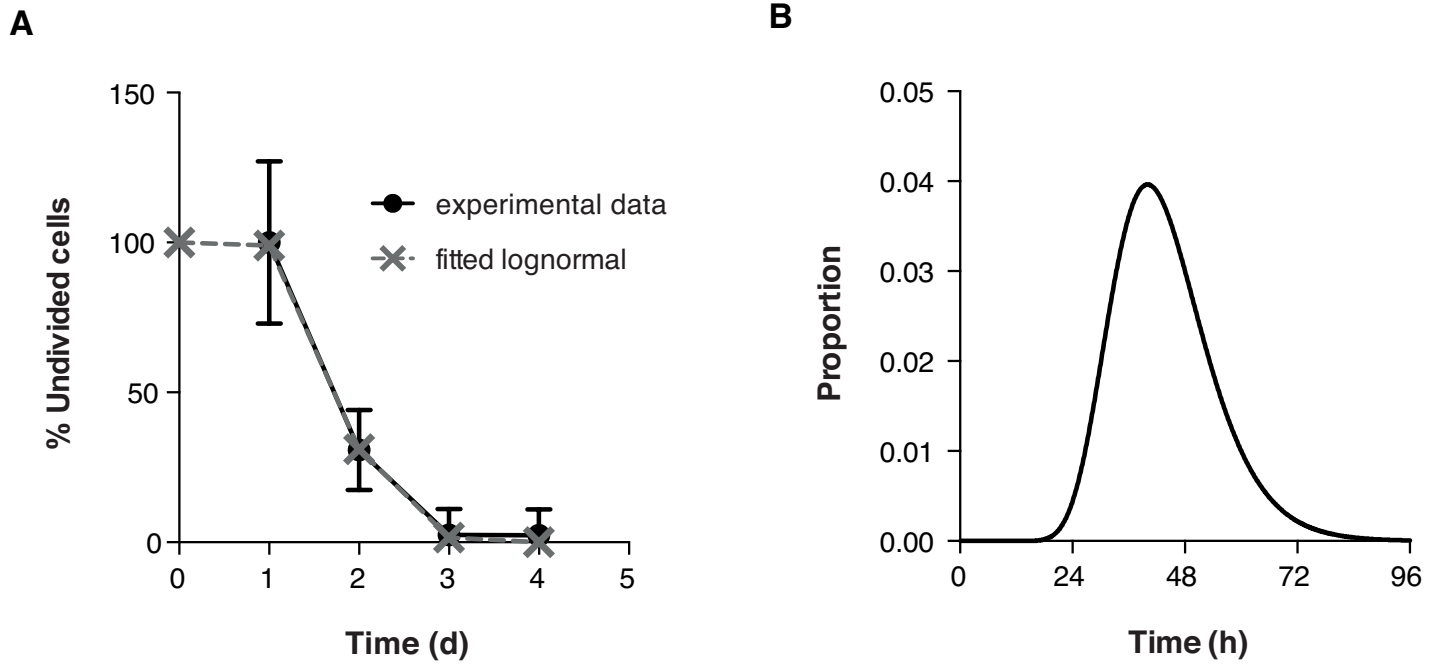 A
150
100
50
0
% Undivided cells
experimental data
fitted lognormal
0 1 2 3 4 5
Time (d)
B
0.05
0.04
0.03
0.02
0.01
0.00
Proportion
0 24 48 72 96
Time (h)